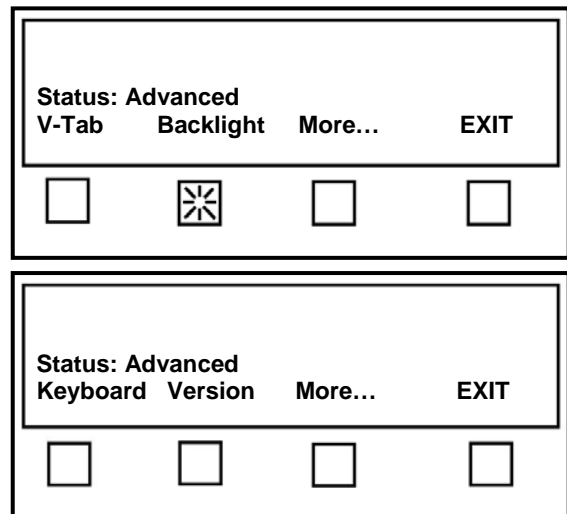 Status: Advanced
V-Tab Backlight More... EXIT
Status: Advanced
Keyboard Version More... EXIT